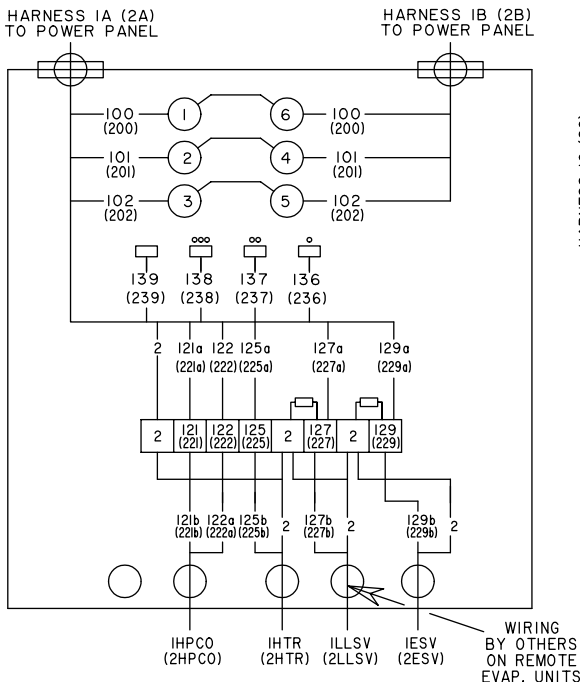 HARNESS 1A (2A)
TO POWER PANEL
HARNESS 1B (2B)
TO POWER PANEL
100
(200)
1
6
100
(200)
101
(201)
2
4
101
(201)
102
(202)
3
5
102
(202)
139
(239)
138
(238)
137
(237)
136
(236)
2
121a
(221a)
122
(222)
125a
(225a)
127a
(227a)
129a
(229a)
2
121
(221)
122
(222)
125
(225)
2
127
(227)
2
129
(229)
121b
(221b)
122a
(222a)
125b
(225b)
2
127b
(227b)
2
129b
(229b)
2
1HPCO
(2HPCO)
1HTR
(2HTR)
1LLSV
(2LLSV)
1ESV
(2ESV)
WIRING
BY OTHERS
ON REMOTE
EVAP. UNITS